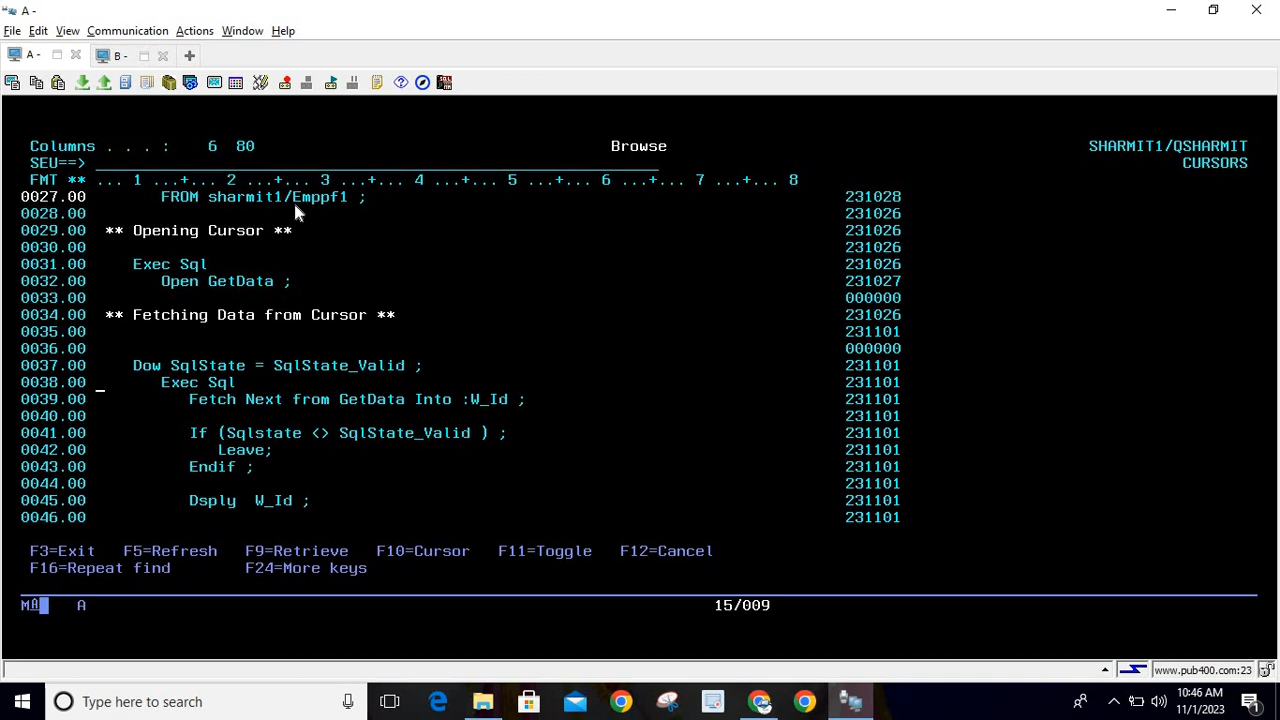 A -
File Edit View Communication Actions Window Help
A - B -
Columns . . . : 6 80 Browse SHARMIT1/QSHARMIT
SEU==> CURSORS
FMT ** ... 1 ...+... 2 ...+... 3 ...+... 4 ...+... 5 ...+... 6 ...+... 7 ...+... 8
0027.00 FROM sharmit1/Emppf1 ; 231028
0028.00 231026
0029.00 ** Opening Cursor ** 231026
0030.00 231026
0031.00 Exec Sql 231026
0032.00 Open GetData ; 231027
0033.00 000000
0034.00 ** Fetching Data from Cursor ** 231026
0035.00 231101
0036.00 000000
0037.00 Dow SqlState = SqlState_Valid ; 231101
0038.00 Exec Sql 231101
0039.00 Fetch Next from GetData Into :W_Id ; 231101
0040.00 231101
0041.00 If (Sqlstate <> SqlState_Valid ) ; 231101
0042.00 Leave; 231101
0043.00 Endif ; 231101
0044.00 231101
0045.00 Dsply W_Id ; 231101
0046.00 231101
F3=Exit F5=Refresh F9=Retrieve F10=Cursor F11=Toggle F12=Cancel
F16=Repeat find F24=More keys
MA A 15/009
www.pub400.com:23
Type here to search
10:46 AM
11/1/2023